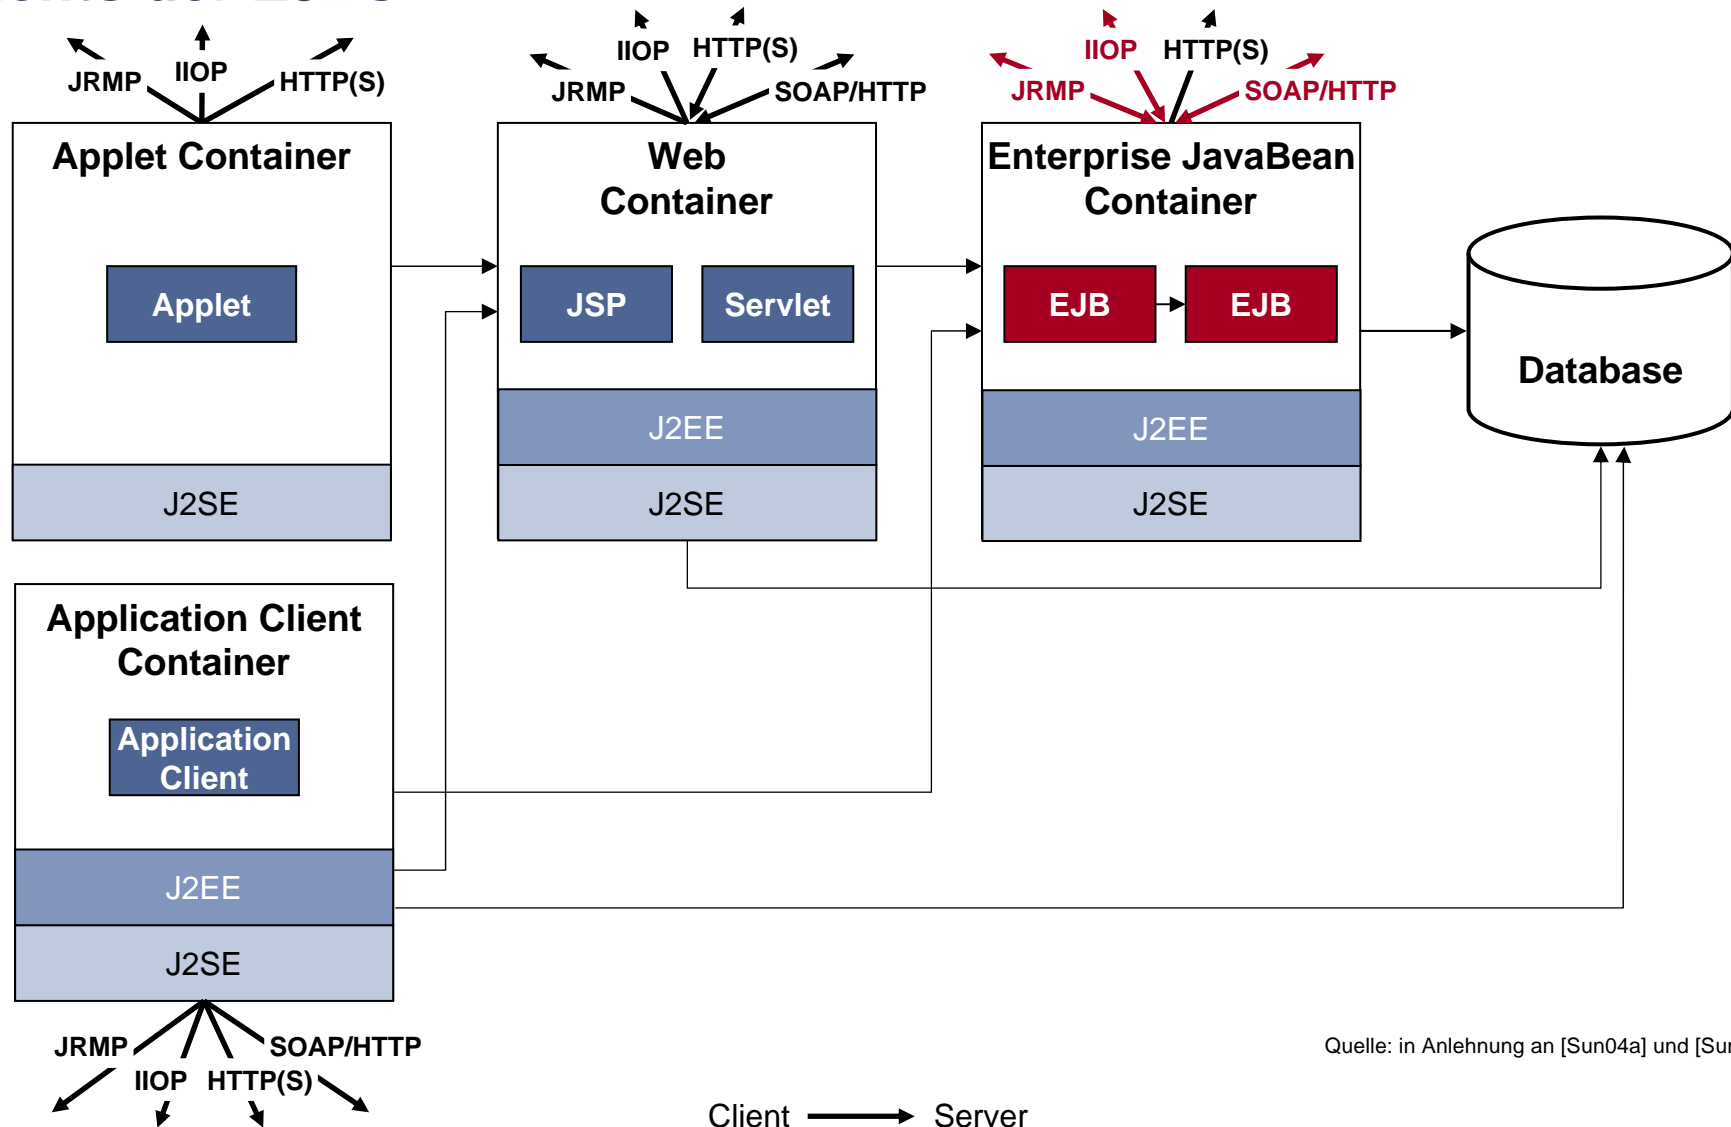 IIOP
JRMP
HTTP(S)
IIOP
HTTP(S)
JRMP
SOAP/HTTP
IIOP
HTTP(S)
JRMP
SOAP/HTTP
Applet Container
Applet
J2SE
Web
Container
JSP
Servlet
J2EE
J2SE
Enterprise JavaBean
Container
EJB
EJB
J2EE
J2SE
Database
Application Client
Container
Application
Client
J2EE
J2SE
JRMP
SOAP/HTTP
IIOP
HTTP(S)
Quelle: in Anlehnung an [Sun04a] und [Sun
Client
Server